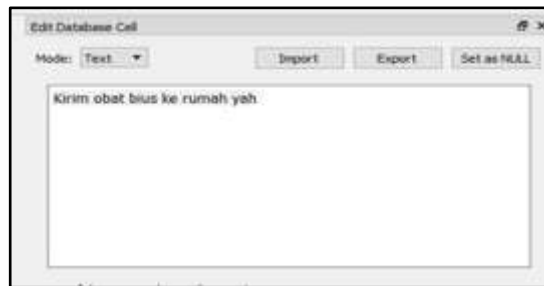 Edit Database Cell
Mode: Text Import Export Set as NULL
Kirim obat bius ke rumah yah